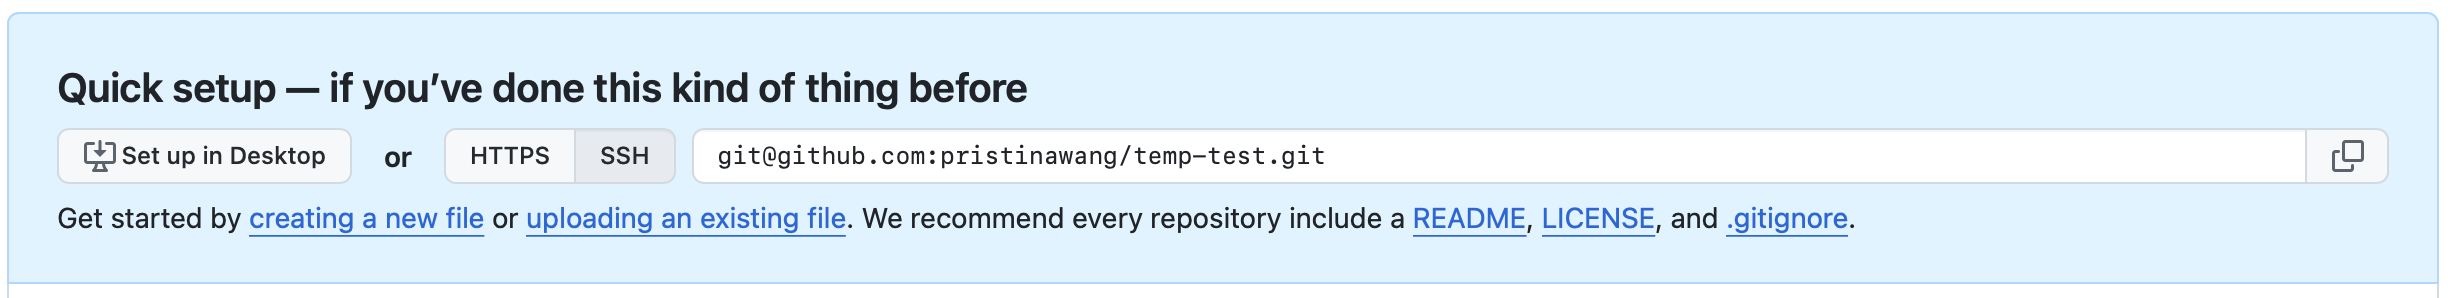 Quick setup — if you’ve done this kind of thing before
Set up in Desktop or HTTPS SSH git@github.com:pristinawang/temp-test.git
Get started by creating a new file or uploading an existing file. We recommend every repository include a README, LICENSE, and .gitignore.